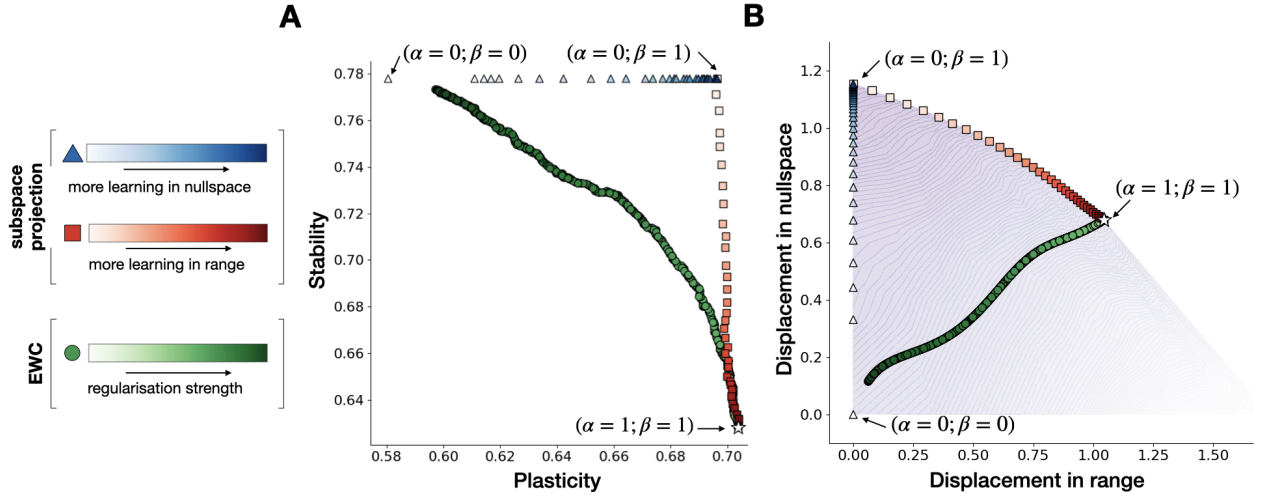 subspace
projection
more learning in nullspace
more learning in range
EWC
regularisation strength
A
(α = 0; β = 0)
(α = 0; β = 1)
(α = 1; β = 1)
Stability
0.78
0.76
0.74
0.72
0.70
0.68
0.66
0.64
0.58
0.60
0.62
0.64
0.66
0.68
0.70
Plasticity
B
(α = 0; β = 1)
(α = 1; β = 1)
(α = 0; β = 0)
Displacement in nullspace
1.2
1.0
0.8
0.6
0.4
0.2
0.0
0.00
0.25
0.50
0.75
1.00
1.25
1.50
Displacement in range